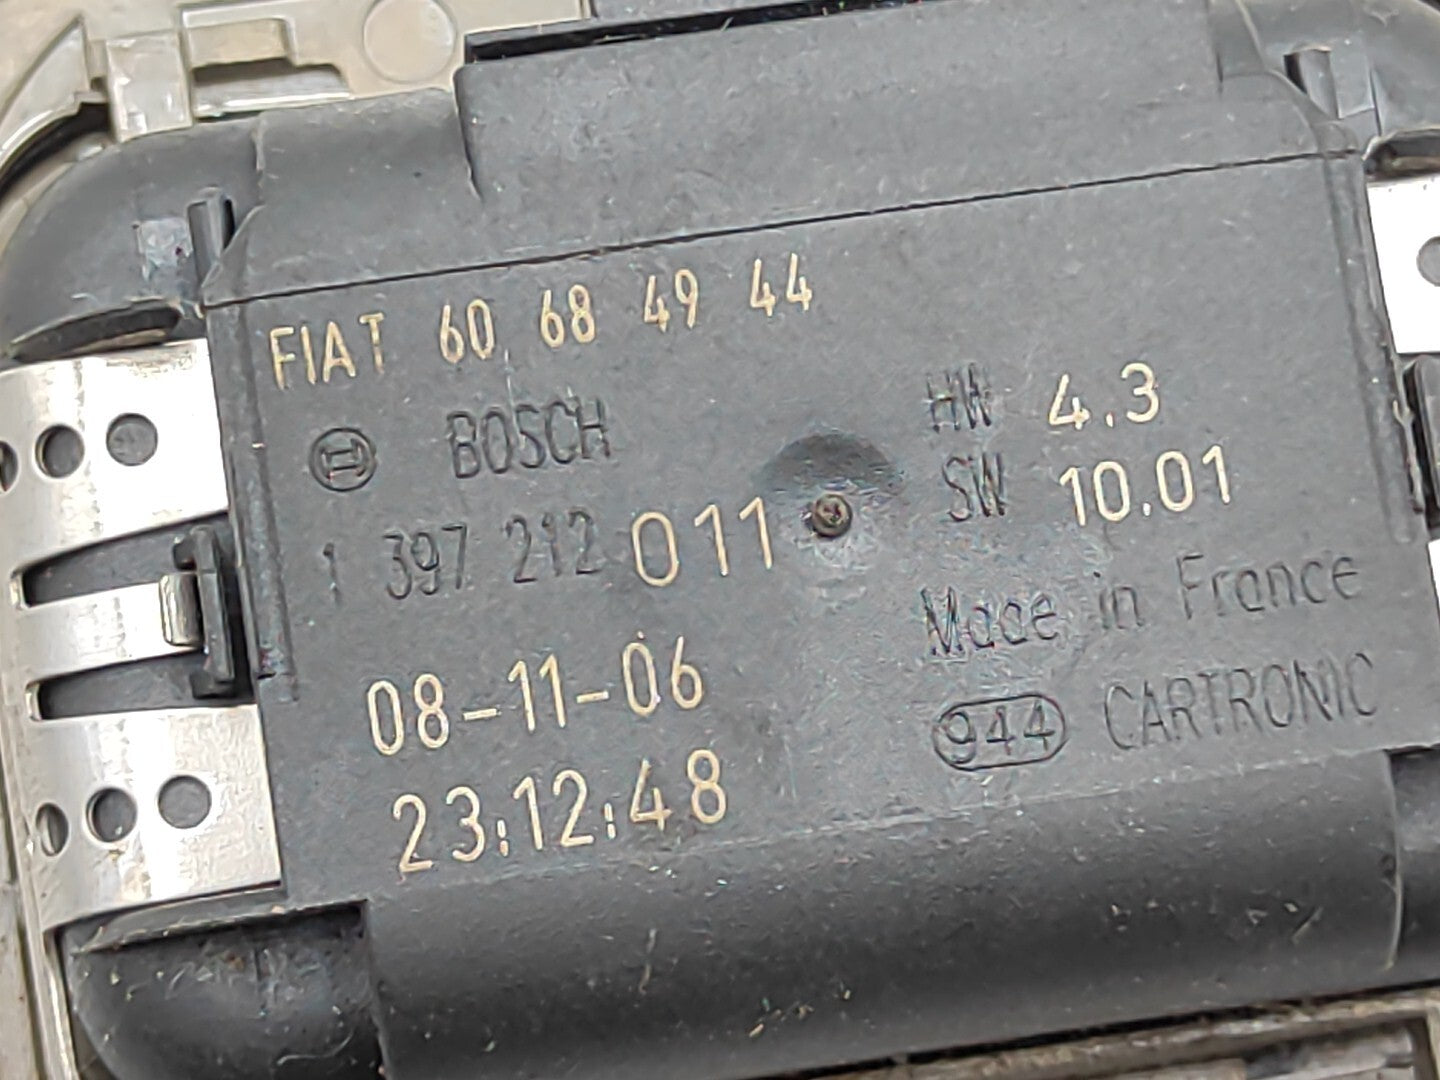 FIAT 60 68 49 44
BOSCH
1 397 212 011
08-11-06
23:12:48
HW 4.3
SW 10.01
Made in France
944 CARTRONIC